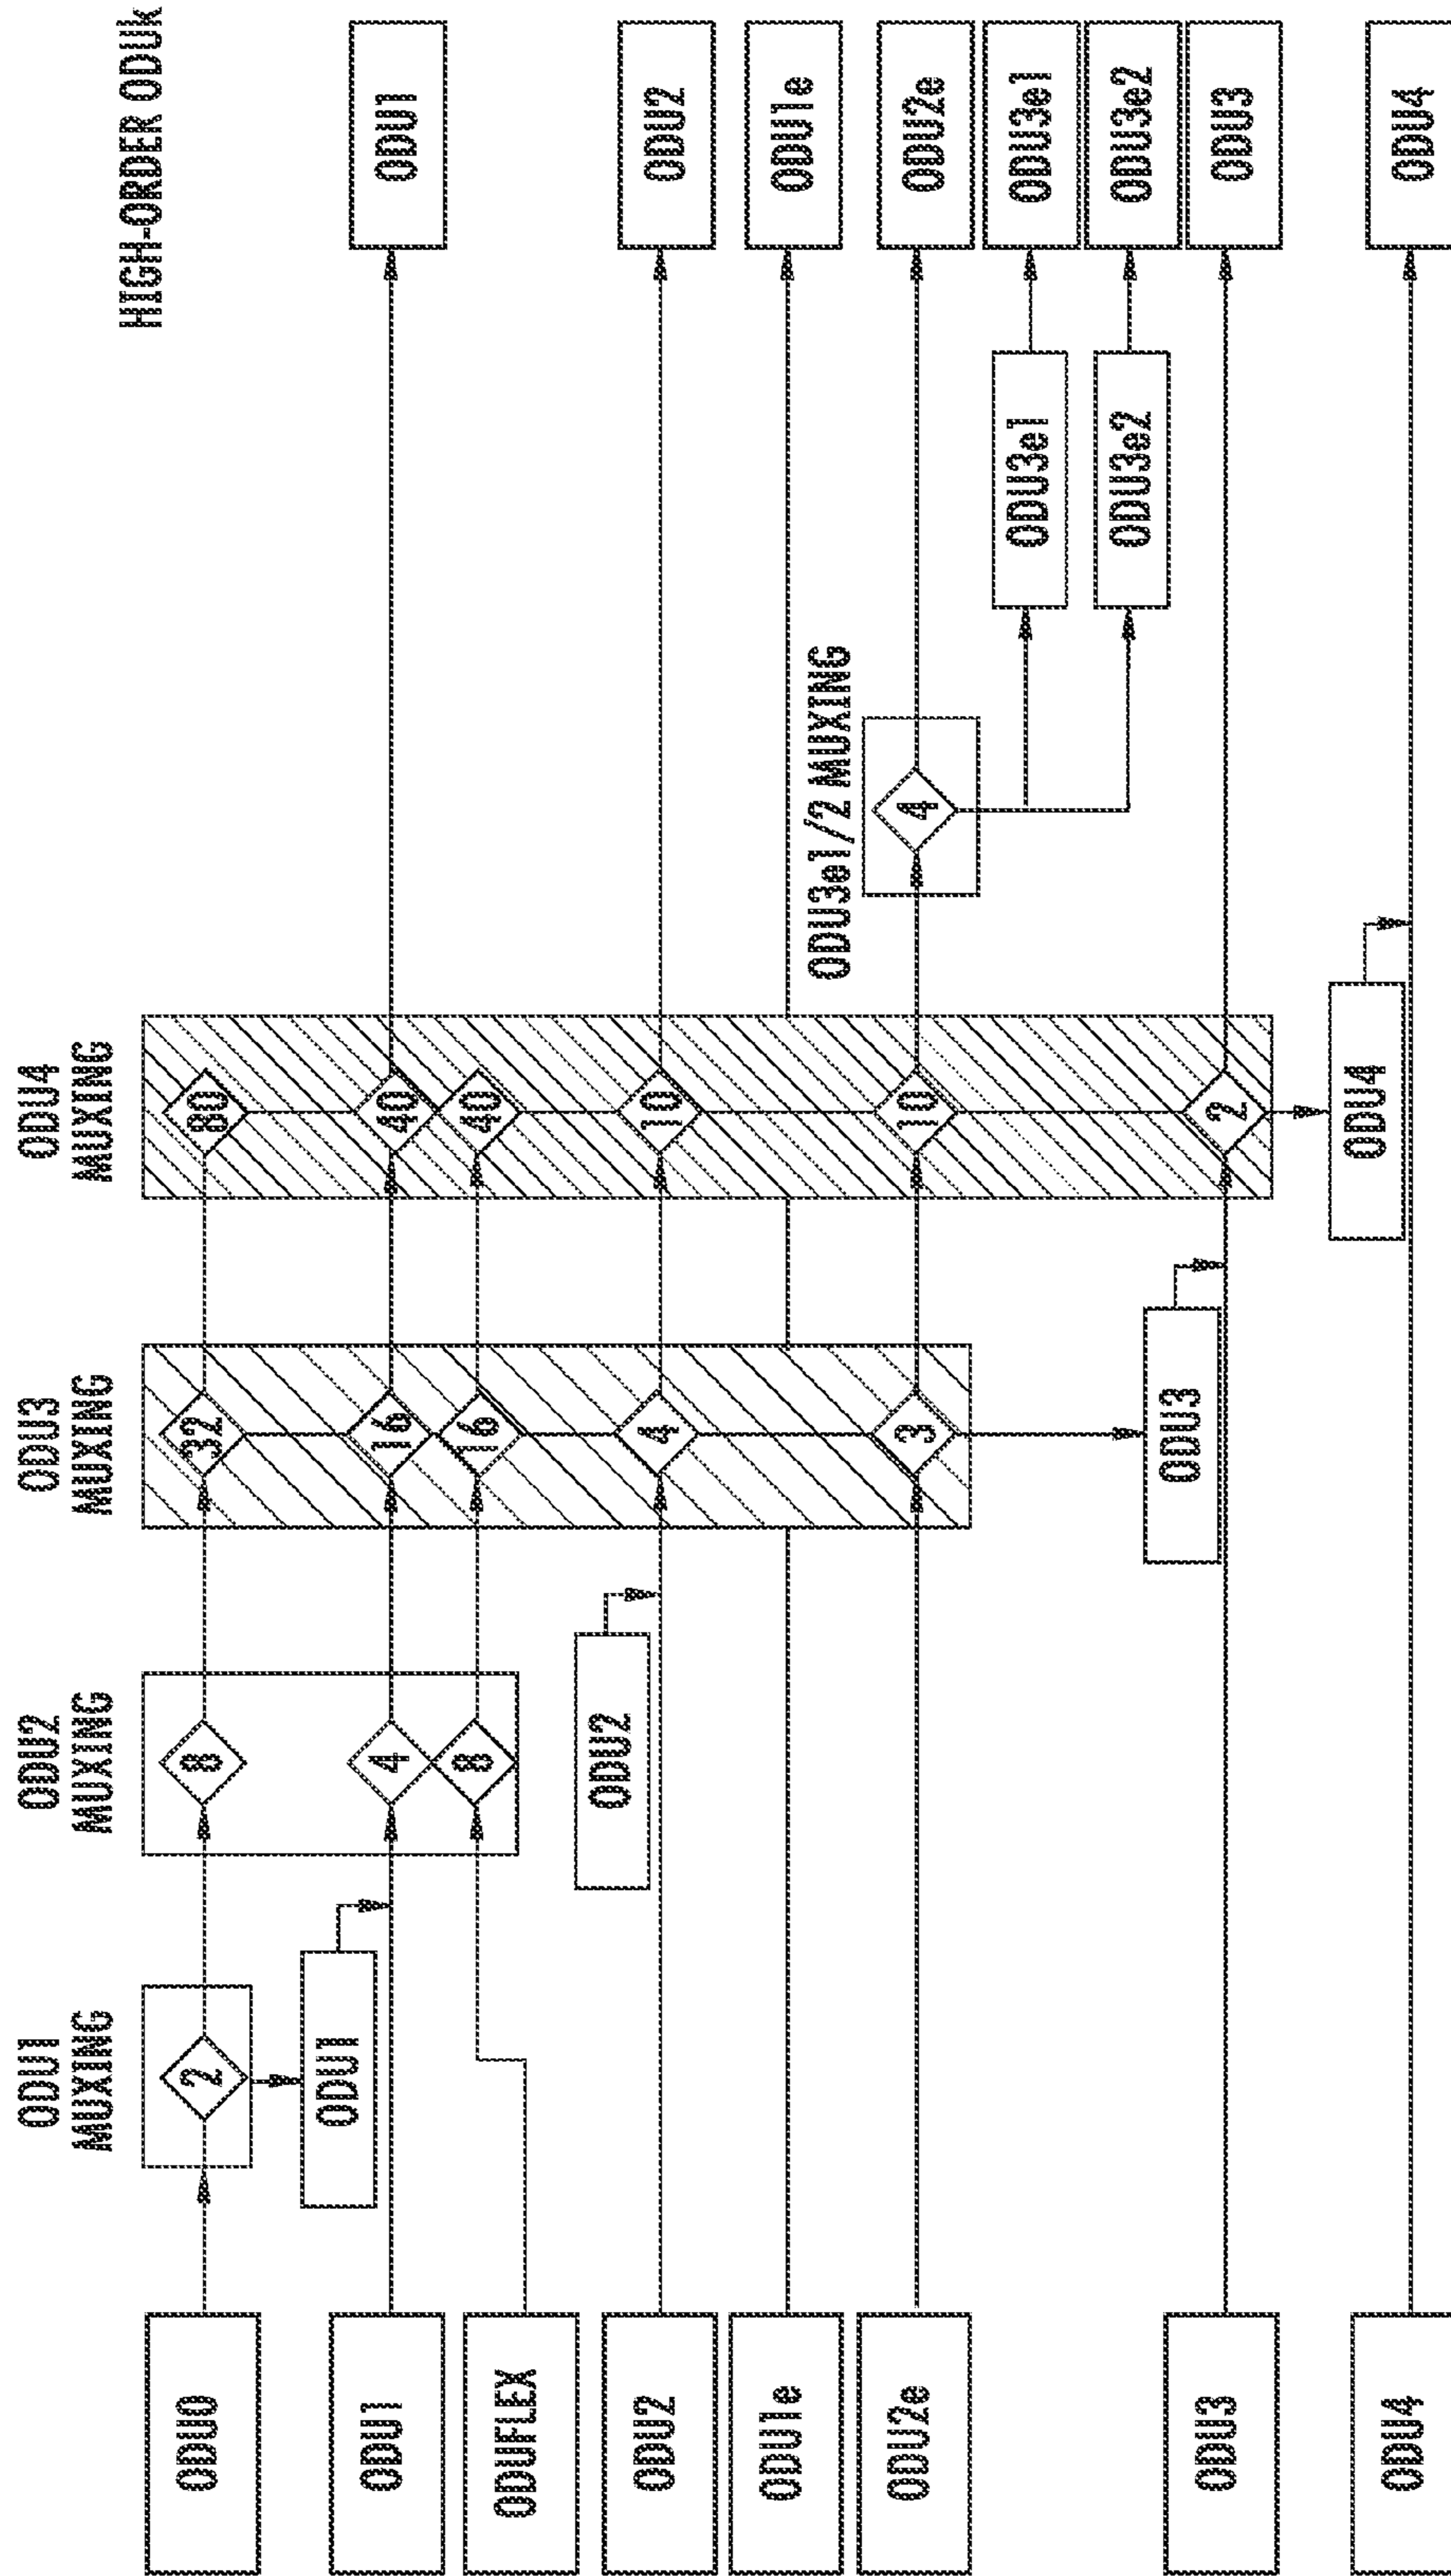 HIGH-ORDER ODUk
ODU1
MUXING
ODU2
MUXING
ODU3
MUXING
ODU4
MUXING
ODU0
2
8
32
80
ODU1
ODU1
4
16
40
ODU1
ODUFLEX
8
16
40
ODU2
ODU2
4
10
ODU2
ODU1e
ODU1e
ODU3e1/2 MUXING
ODU2e
3
10
4
ODU2e
ODU3e1
ODU3e1
ODU3e2
ODU3e2
ODU3
ODU3
2
ODU3
ODU4
ODU4
ODU4